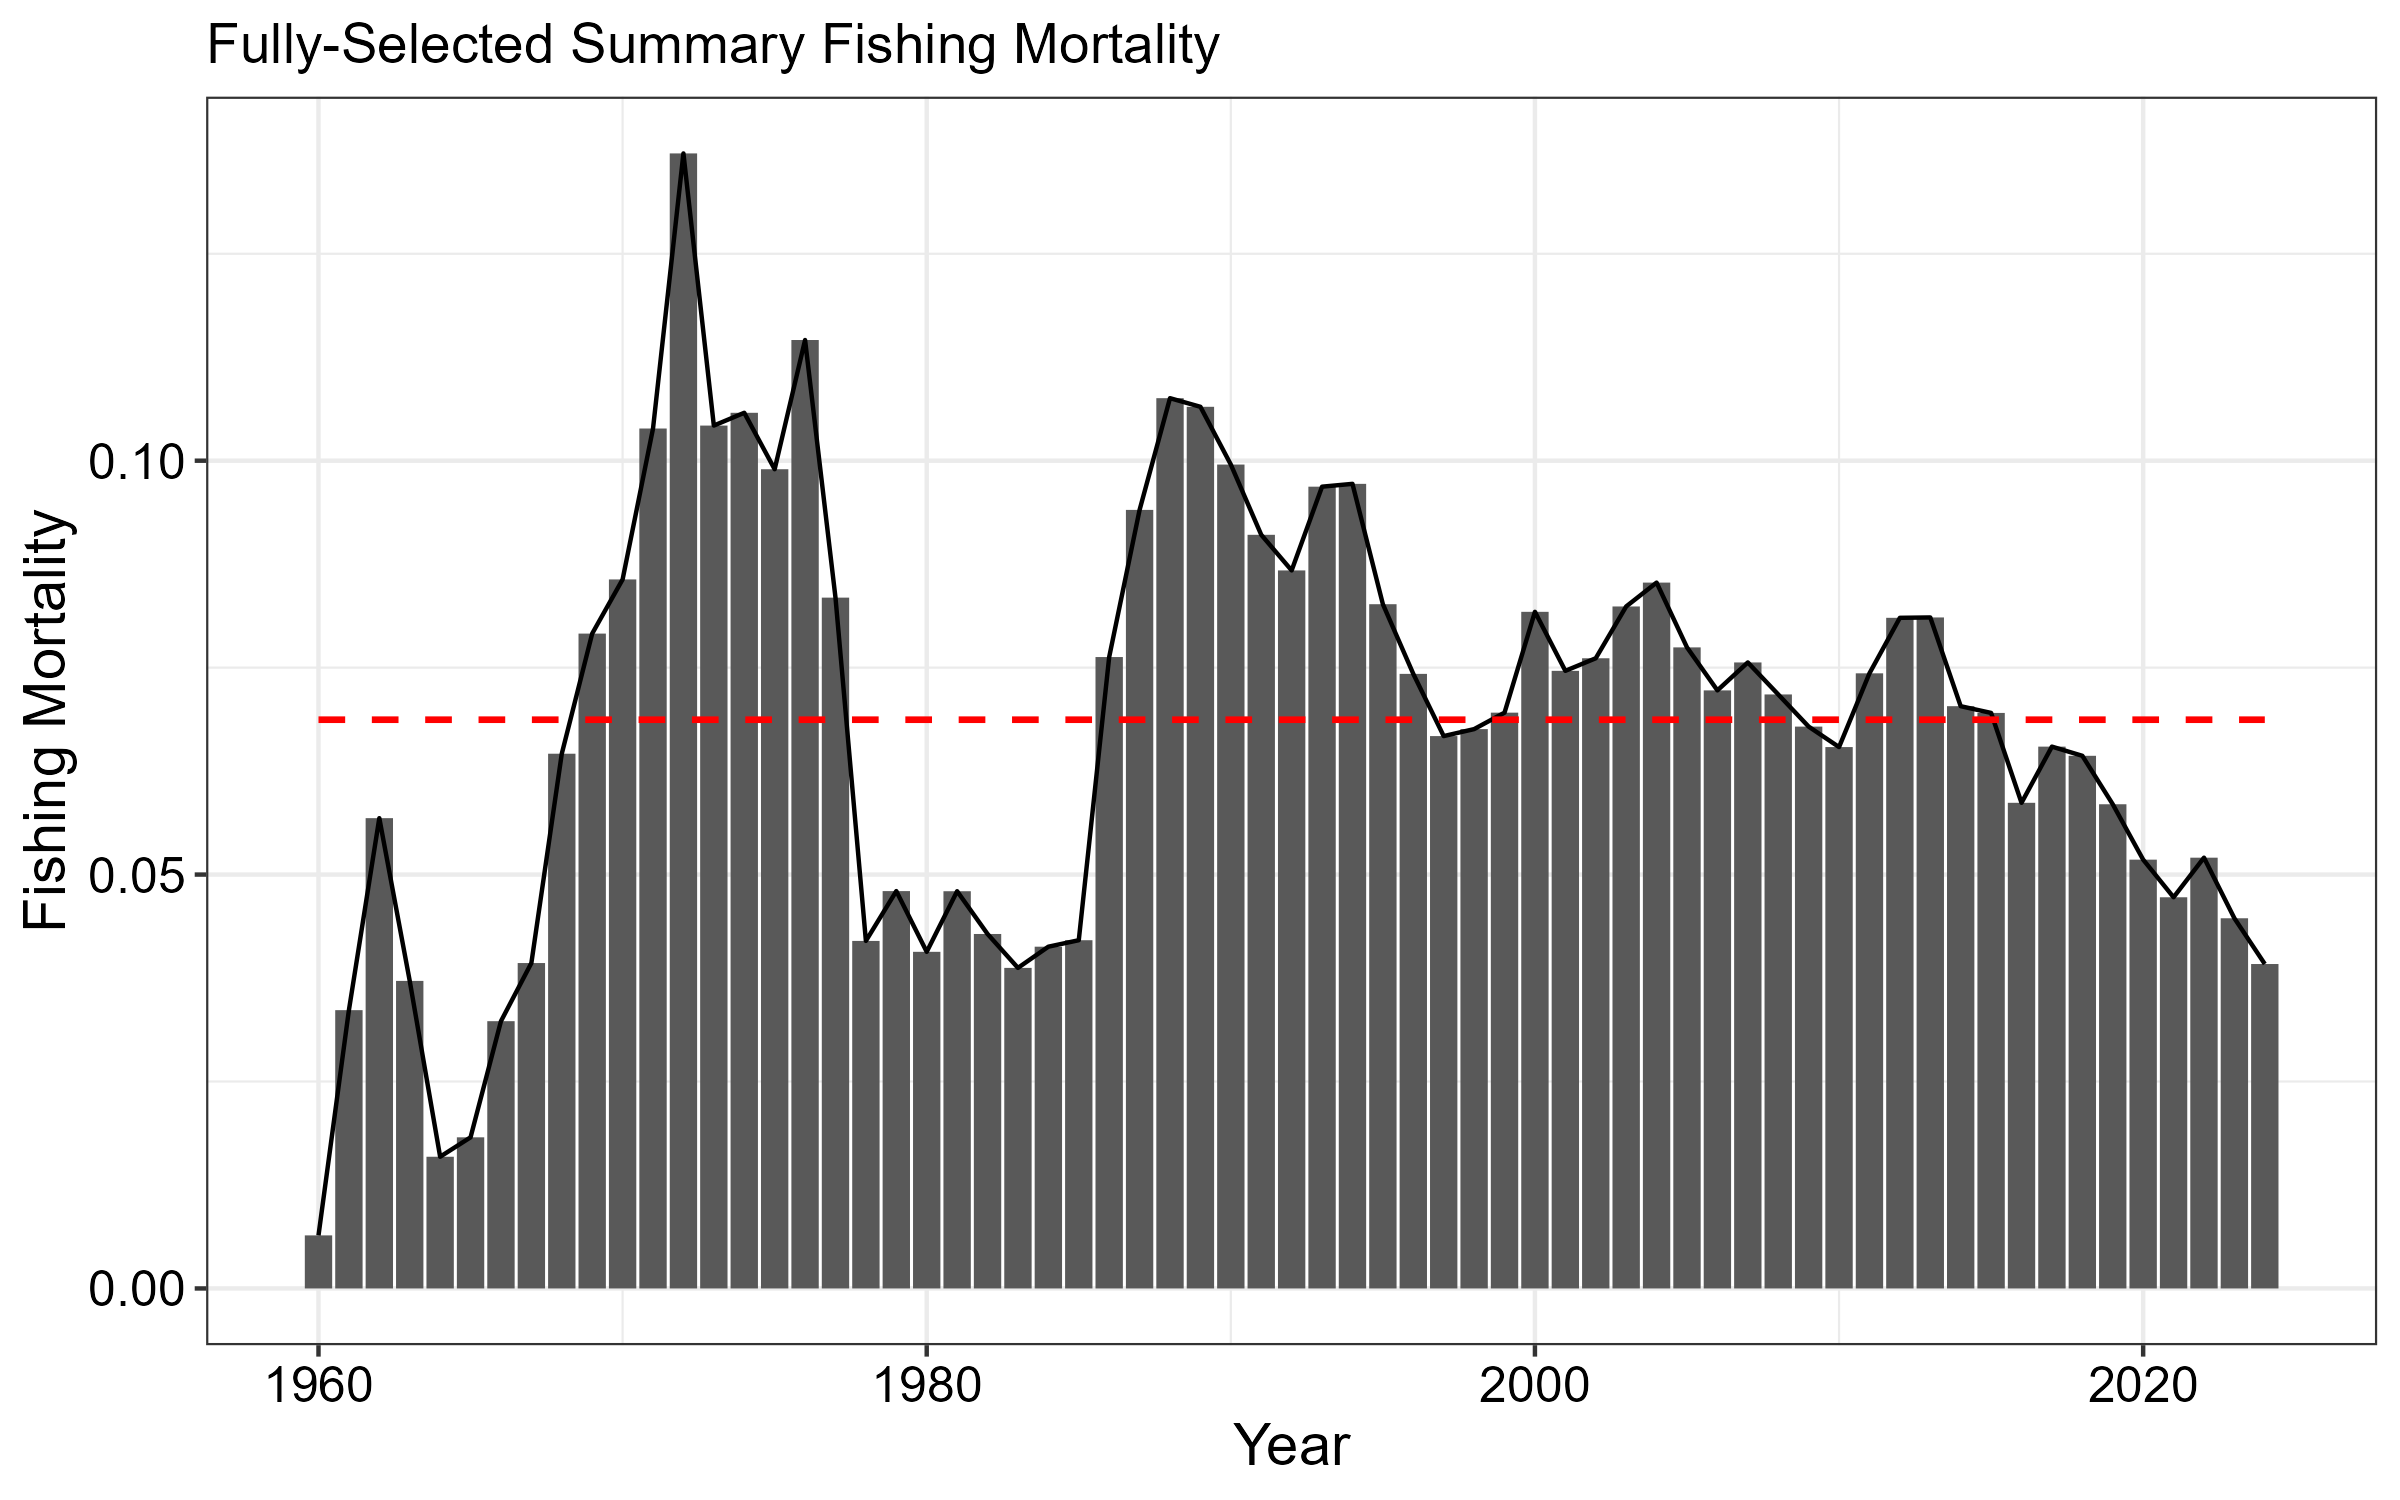 Fully-Selected Summary Fishing Mortality
Fishing Mortality
0.10
0.05
0.00
1960 1980 2000 2020
Year